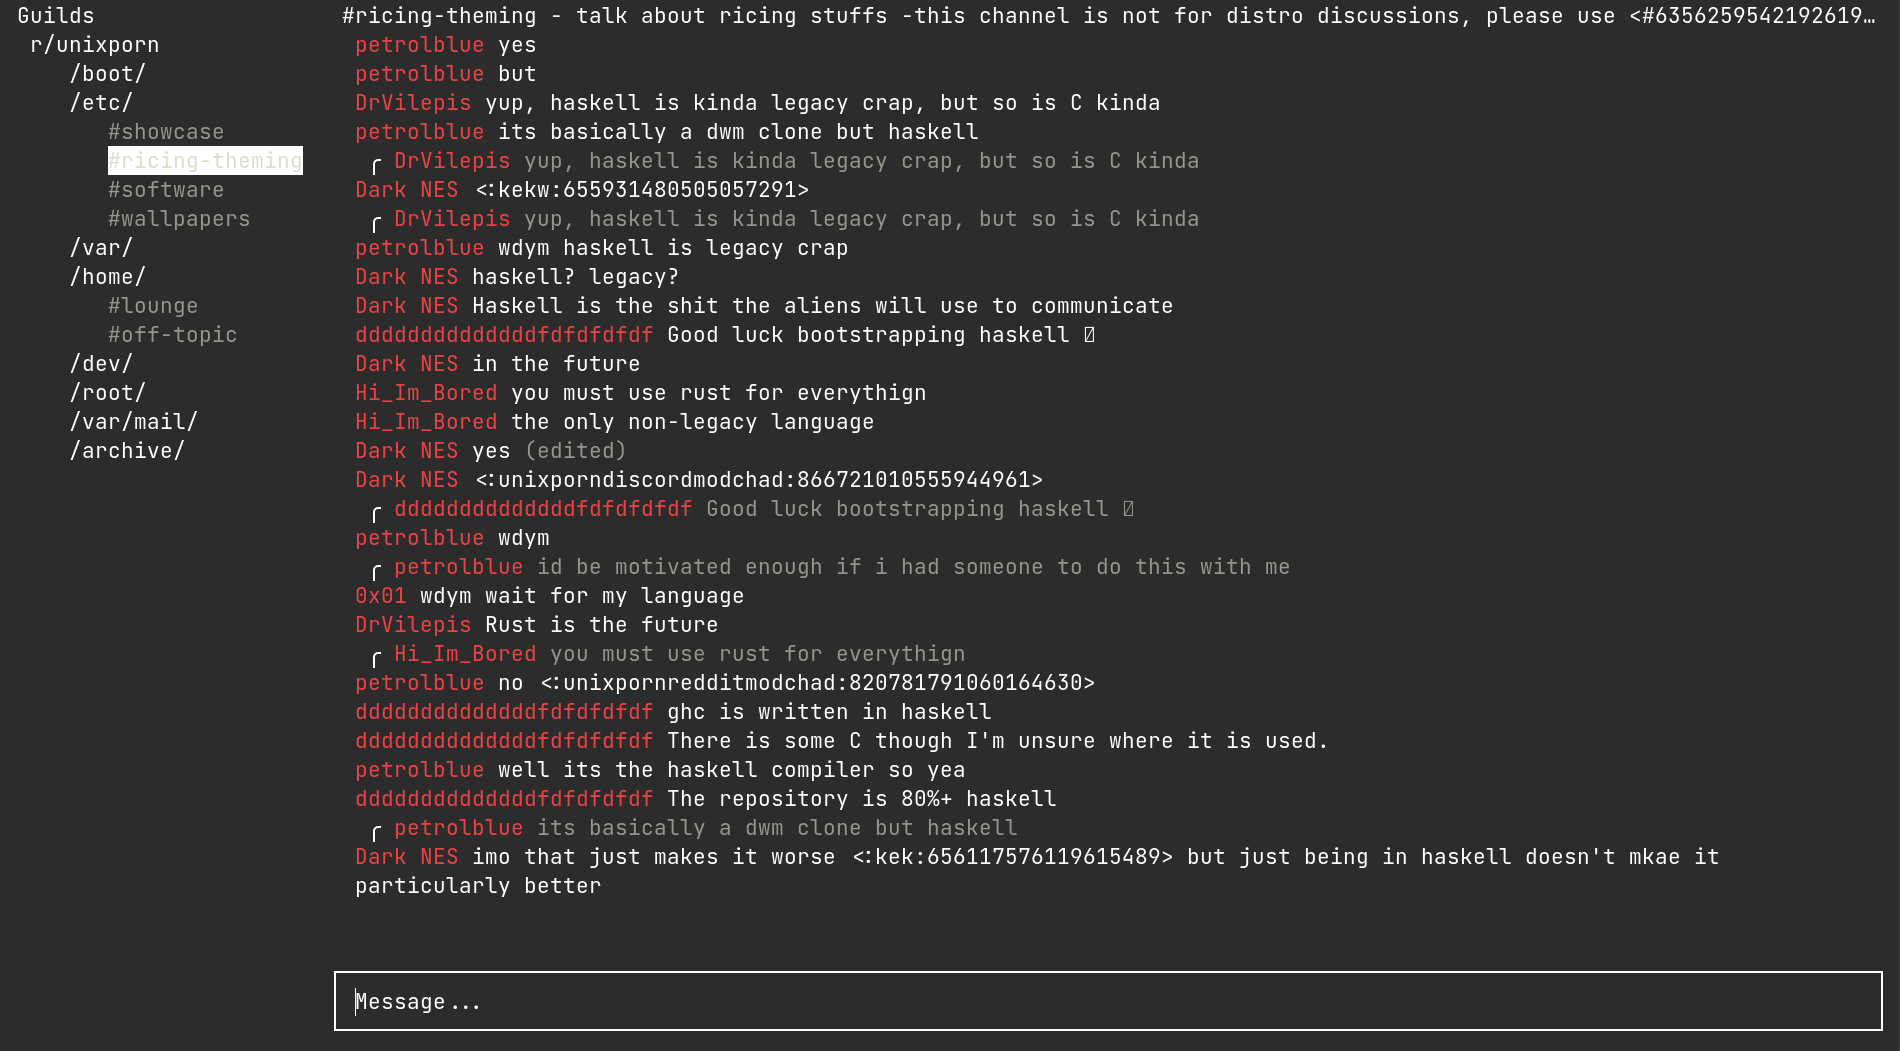 Guilds
r/unixporn
/boot/
/etc/
#showcase
#ricing-theming
#software
#wallpapers
/var/
/home/
#lounge
#off-topic
/dev/
/root/
/var/mail/
/archive/
#ricing-theming - talk about ricing stuffs -this channel is not for distro discussions, please use <#6356259542192619…
petrolblue yes
petrolblue but
DrVilepis yup, haskell is kinda legacy crap, but so is C kinda
petrolblue its basically a dwm clone but haskell
╭ DrVilepis yup, haskell is kinda legacy crap, but so is C kinda
Dark NES <:kekw:655931480505057291>
╭ DrVilepis yup, haskell is kinda legacy crap, but so is C kinda
petrolblue wdym haskell is legacy crap
Dark NES haskell? legacy?
Dark NES Haskell is the shit the aliens will use to communicate
ddddddddddddddfdfdfdfdf Good luck bootstrapping haskell
Dark NES in the future
Hi_Im_Bored you must use rust for everythign
Hi_Im_Bored the only non-legacy language
Dark NES yes (edited)
Dark NES <:unixporndiscordmodchad:866721010555944961>
╭ ddddddddddddddfdfdfdfdf Good luck bootstrapping haskell
petrolblue wdym
╭ petrolblue id be motivated enough if i had someone to do this with me
0x01 wdym wait for my language
DrVilepis Rust is the future
╭ Hi_Im_Bored you must use rust for everythign
petrolblue no <:unixpornredditmodchad:820781791060164630>
ddddddddddddddfdfdfdfdf ghc is written in haskell
ddddddddddddddfdfdfdfdf There is some C though I'm unsure where it is used.
petrolblue well its the haskell compiler so yea
ddddddddddddddfdfdfdfdf The repository is 80%+ haskell
╭ petrolblue its basically a dwm clone but haskell
Dark NES imo that just makes it worse <:kek:656117576119615489> but just being in haskell doesn't mkae it
particularly better
Message...